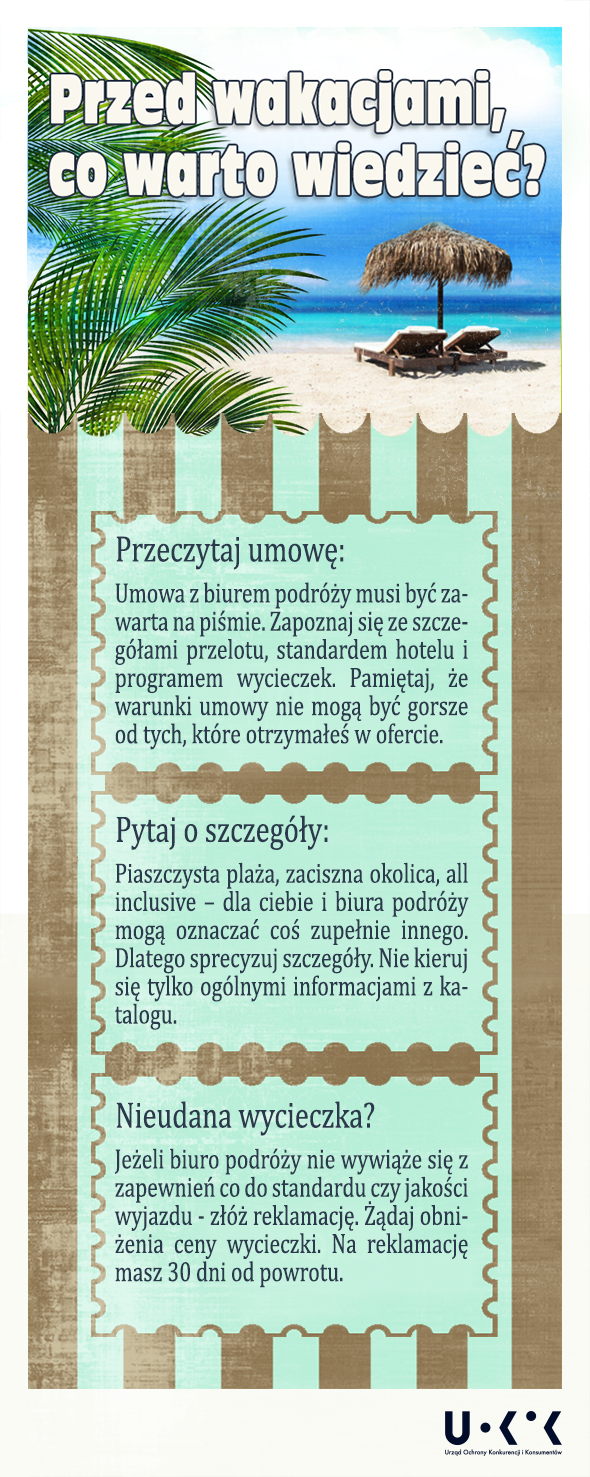 Przed wakacjami,
co warto wiedzieć?
Przeczytaj umowę:
Umowa z biurem podróży musi być za-
warta na piśmie. Zapoznaj się ze szcze-
gółami przelotu, standardem hotelu i
programem wycieczek. Pamiętaj, że
warunki umowy nie mogą być gorsze
od tych, które otrzymałeś w ofercie.
Pytaj o szczegóły:
Piaszczysta plaża, zaciszna okolica, all
inclusive – dla ciebie i biura podróży
mogą oznaczać coś zupełnie innego.
Dlatego sprecyzuj szczegóły. Nie kieruj
się tylko ogólnymi informacjami z ka-
talogu.
Nieudana wycieczka?
Jeżeli biuro podróży nie wywiąże się z
zapewnień co do standardu czy jakości
wyjazdu - złóż reklamację. Żądaj obni-
żenia ceny wycieczki. Na reklamację
masz 30 dni od powrotu.
UOKiK
Urząd Ochrony Konkurencji i Konsumentów